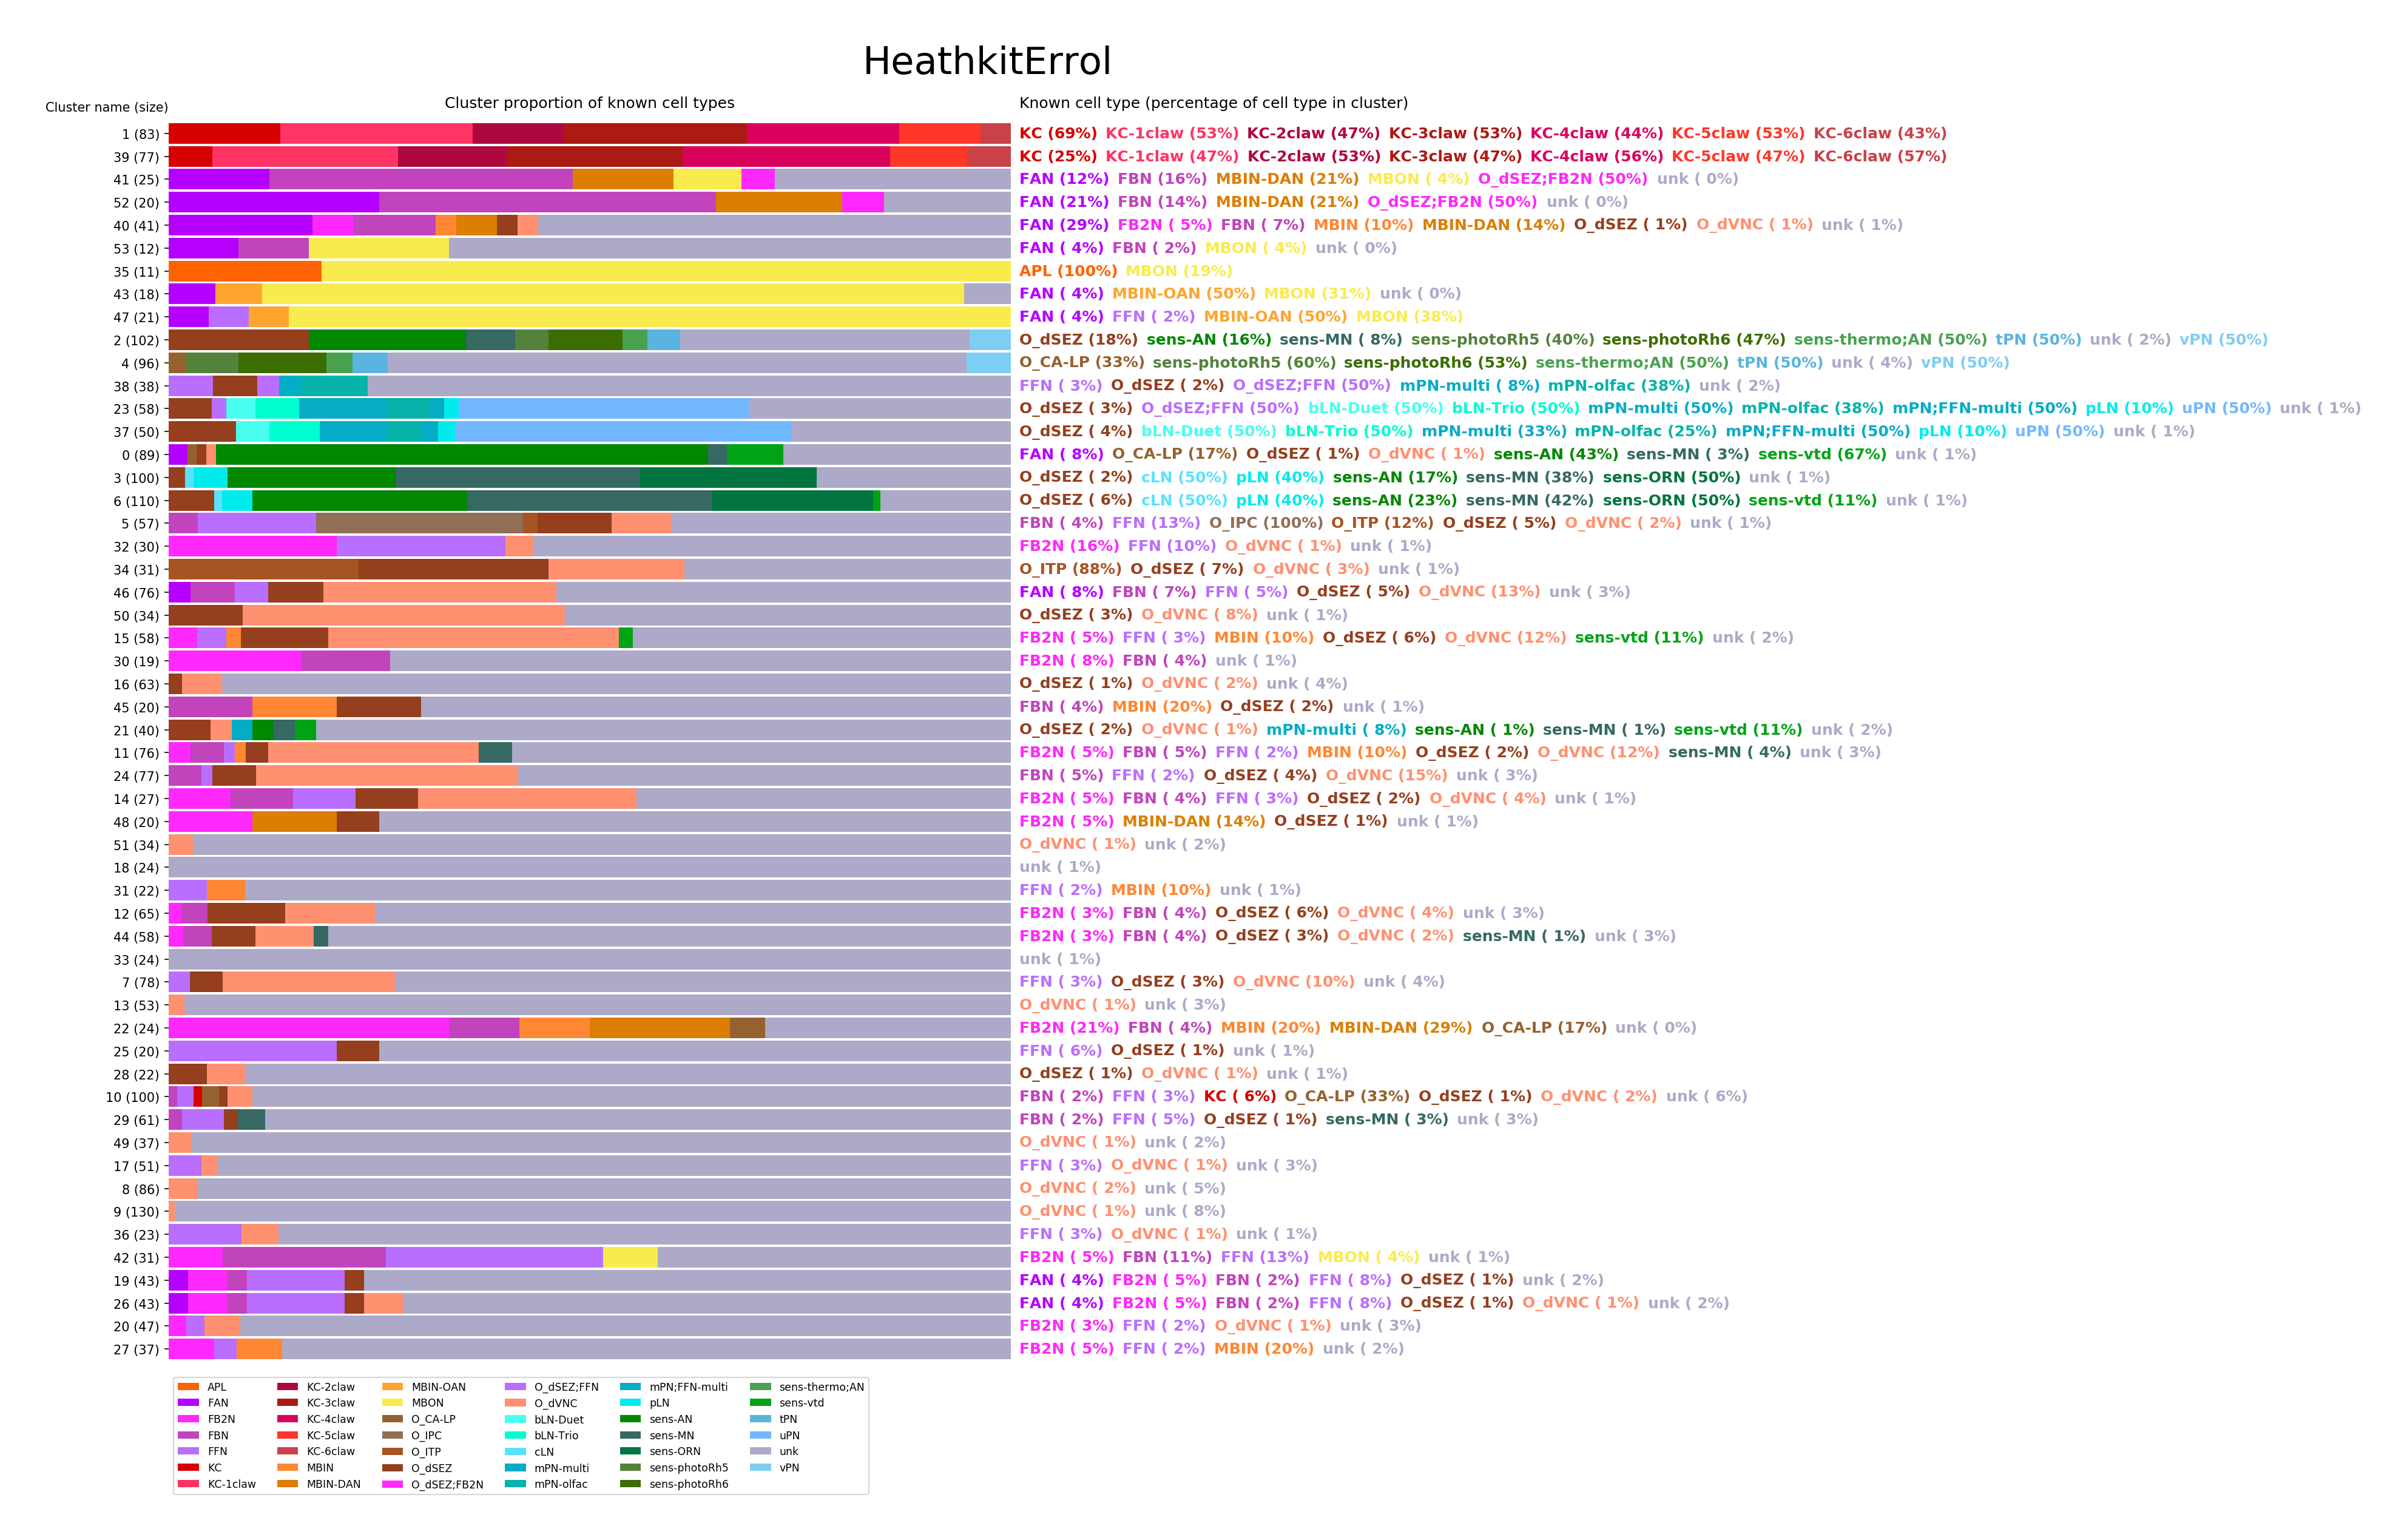 HeathkitErrol
Cluster name (size) Cluster proportion of known cell types Known cell type (percentage of cell type in cluster)
1 (83) KC (69%) KC-1claw (53%) KC-2claw (47%) KC-3claw (53%) KC-4claw (44%) KC-5claw (53%) KC-6claw (43%)
39 (77) KC (25%) KC-1claw (47%) KC-2claw (53%) KC-3claw (47%) KC-4claw (56%) KC-5claw (47%) KC-6claw (57%)
41 (25) FAN (12%) FBN (16%) MBIN-DAN (21%) MBON ( 4%) O_dSEZ;FB2N (50%) unk ( 0%)
52 (20) FAN (21%) FBN (14%) MBIN-DAN (21%) O_dSEZ;FB2N (50%) unk ( 0%)
40 (41) FAN (29%) FB2N ( 5%) FBN ( 7%) MBIN (10%) MBIN-DAN (14%) O_dSEZ ( 1%) O_dVNC ( 1%) unk ( 1%)
53 (12) FAN ( 4%) FBN ( 2%) MBON ( 4%) unk ( 0%)
35 (11) APL (100%) MBON (19%)
43 (18) FAN ( 4%) MBIN-OAN (50%) MBON (31%) unk ( 0%)
47 (21) FAN ( 4%) FFN ( 2%) MBIN-OAN (50%) MBON (38%)
2 (102) O_dSEZ (18%) sens-AN (16%) sens-MN ( 8%) sens-photoRh5 (40%) sens-photoRh6 (47%) sens-thermo;AN (50%) tPN (50%) unk ( 2%) vPN (50%)
4 (96) O_CA-LP (33%) sens-photoRh5 (60%) sens-photoRh6 (53%) sens-thermo;AN (50%) tPN (50%) unk ( 4%) vPN (50%)
38 (38) FFN ( 3%) O_dSEZ ( 2%) O_dSEZ;FFN (50%) mPN-multi ( 8%) mPN-olfac (38%) unk ( 2%)
23 (58) O_dSEZ ( 3%) O_dSEZ;FFN (50%) bLN-Duet (50%) bLN-Trio (50%) mPN-multi (50%) mPN-olfac (38%) mPN;FFN-multi (50%) pLN (10%) uPN (50%) unk ( 1%)
37 (50) O_dSEZ ( 4%) bLN-Duet (50%) bLN-Trio (50%) mPN-multi (33%) mPN-olfac (25%) mPN;FFN-multi (50%) pLN (10%) uPN (50%) unk ( 1%)
0 (89) FAN ( 8%) O_CA-LP (17%) O_dSEZ ( 1%) O_dVNC ( 1%) sens-AN (43%) sens-MN ( 3%) sens-vtd (67%) unk ( 1%)
3 (100) O_dSEZ ( 2%) cLN (50%) pLN (40%) sens-AN (17%) sens-MN (38%) sens-ORN (50%) unk ( 1%)
6 (110) O_dSEZ ( 6%) cLN (50%) pLN (40%) sens-AN (23%) sens-MN (42%) sens-ORN (50%) sens-vtd (11%) unk ( 1%)
5 (57) FBN ( 4%) FFN (13%) O_IPC (100%) O_ITP (12%) O_dSEZ ( 5%) O_dVNC ( 2%) unk ( 1%)
32 (30) FB2N (16%) FFN (10%) O_dVNC ( 1%) unk ( 1%)
34 (31) O_ITP (88%) O_dSEZ ( 7%) O_dVNC ( 3%) unk ( 1%)
46 (76) FAN ( 8%) FBN ( 7%) FFN ( 5%) O_dSEZ ( 5%) O_dVNC (13%) unk ( 3%)
50 (34) O_dSEZ ( 3%) O_dVNC ( 8%) unk ( 1%)
15 (58) FB2N ( 5%) FFN ( 3%) MBIN (10%) O_dSEZ ( 6%) O_dVNC (12%) sens-vtd (11%) unk ( 2%)
30 (19) FB2N ( 8%) FBN ( 4%) unk ( 1%)
16 (63) O_dSEZ ( 1%) O_dVNC ( 2%) unk ( 4%)
45 (20) FBN ( 4%) MBIN (20%) O_dSEZ ( 2%) unk ( 1%)
21 (40) O_dSEZ ( 2%) O_dVNC ( 1%) mPN-multi ( 8%) sens-AN ( 1%) sens-MN ( 1%) sens-vtd (11%) unk ( 2%)
11 (76) FB2N ( 5%) FBN ( 5%) FFN ( 2%) MBIN (10%) O_dSEZ ( 2%) O_dVNC (12%) sens-MN ( 4%) unk ( 3%)
24 (77) FBN ( 5%) FFN ( 2%) O_dSEZ ( 4%) O_dVNC (15%) unk ( 3%)
14 (27) FB2N ( 5%) FBN ( 4%) FFN ( 3%) O_dSEZ ( 2%) O_dVNC ( 4%) unk ( 1%)
48 (20) FB2N ( 5%) MBIN-DAN (14%) O_dSEZ ( 1%) unk ( 1%)
51 (34) O_dVNC ( 1%) unk ( 2%)
18 (24) unk ( 1%)
31 (22) FFN ( 2%) MBIN (10%) unk ( 1%)
12 (65) FB2N ( 3%) FBN ( 4%) O_dSEZ ( 6%) O_dVNC ( 4%) unk ( 3%)
44 (58) FB2N ( 3%) FBN ( 4%) O_dSEZ ( 3%) O_dVNC ( 2%) sens-MN ( 1%) unk ( 3%)
33 (24) unk ( 1%)
7 (78) FFN ( 3%) O_dSEZ ( 3%) O_dVNC (10%) unk ( 4%)
13 (53) O_dVNC ( 1%) unk ( 3%)
22 (24) FB2N (21%) FBN ( 4%) MBIN (20%) MBIN-DAN (29%) O_CA-LP (17%) unk ( 0%)
25 (20) FFN ( 6%) O_dSEZ ( 1%) unk ( 1%)
28 (22) O_dSEZ ( 1%) O_dVNC ( 1%) unk ( 1%)
10 (100) FBN ( 2%) FFN ( 3%) KC ( 6%) O_CA-LP (33%) O_dSEZ ( 1%) O_dVNC ( 2%) unk ( 6%)
29 (61) FBN ( 2%) FFN ( 5%) O_dSEZ ( 1%) sens-MN ( 3%) unk ( 3%)
49 (37) O_dVNC ( 1%) unk ( 2%)
17 (51) FFN ( 3%) O_dVNC ( 1%) unk ( 3%)
8 (86) O_dVNC ( 2%) unk ( 5%)
9 (130) O_dVNC ( 1%) unk ( 8%)
36 (23) FFN ( 3%) O_dVNC ( 1%) unk ( 1%)
42 (31) FB2N ( 5%) FBN (11%) FFN (13%) MBON ( 4%) unk ( 1%)
19 (43) FAN ( 4%) FB2N ( 5%) FBN ( 2%) FFN ( 8%) O_dSEZ ( 1%) unk ( 2%)
26 (43) FAN ( 4%) FB2N ( 5%) FBN ( 2%) FFN ( 8%) O_dSEZ ( 1%) O_dVNC ( 1%) unk ( 2%)
20 (47) FB2N ( 3%) FFN ( 2%) O_dVNC ( 1%) unk ( 3%)
27 (37) FB2N ( 5%) FFN ( 2%) MBIN (20%) unk ( 2%)
APL KC-2claw MBIN-OAN O_dSEZ;FFN mPN;FFN-multi sens-thermo;AN
FAN KC-3claw MBON O_dVNC pLN sens-vtd
FB2N KC-4claw O_CA-LP bLN-Duet sens-AN tPN
FBN KC-5claw O_IPC bLN-Trio sens-MN uPN
FFN KC-6claw O_ITP cLN sens-ORN unk
KC MBIN O_dSEZ mPN-multi sens-photoRh5 vPN
KC-1claw MBIN-DAN O_dSEZ;FB2N mPN-olfac sens-photoRh6